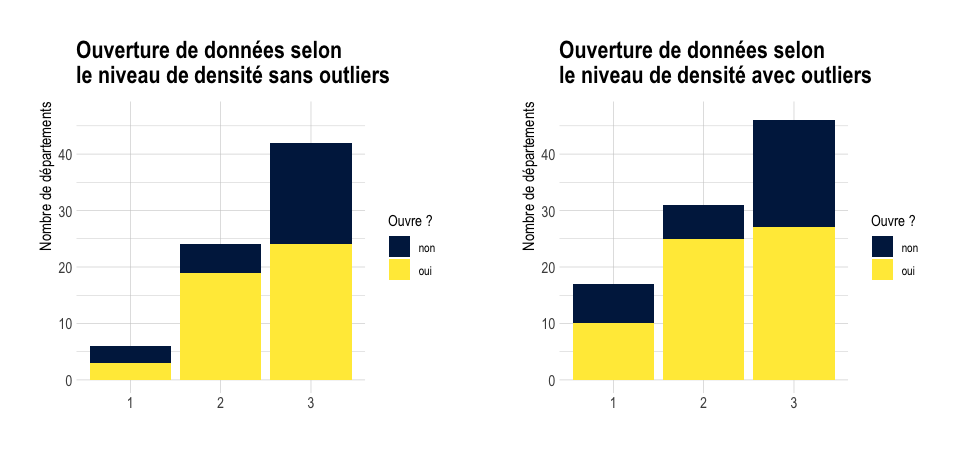 Ouverture de données selon
le niveau de densité sans outliers
Nombre de départements
40
30
20
10
0
1
2
3
Ouvre ?
non
oui
Ouverture de données selon
le niveau de densité avec outliers
Nombre de départements
40
30
20
10
0
1
2
3
Ouvre ?
non
oui